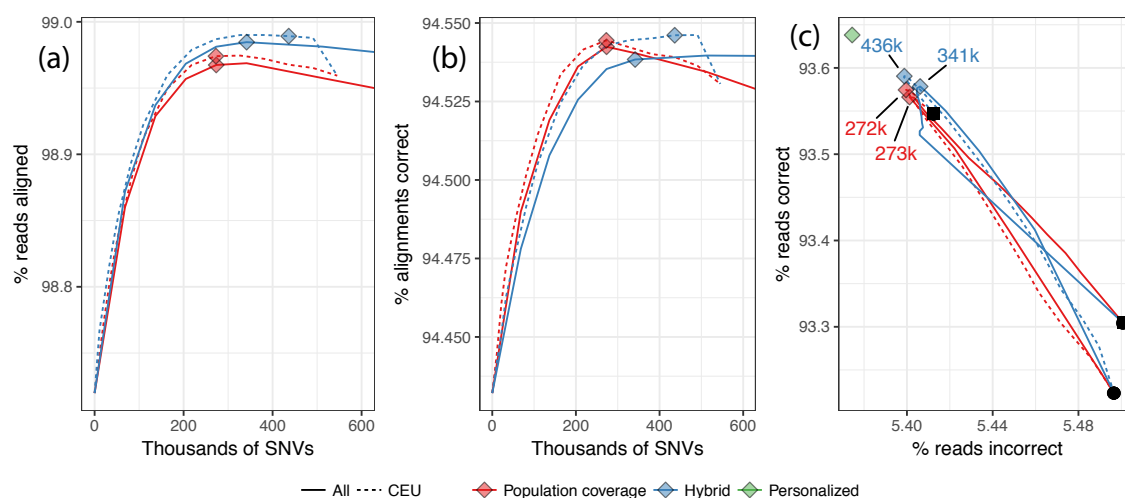 (a)
% reads aligned
99.0
98.9
98.8
0
200
400
600
Thousands of SNVs
(b)
% alignments correct
94.550
94.525
94.500
94.475
94.450
0
200
400
600
Thousands of SNVs
(c)
% reads correct
93.6
93.5
93.4
93.3
436k
341k
272k
273k
5.40
5.44
5.48
% reads incorrect
All CEU Population coverage Hybrid Personalized